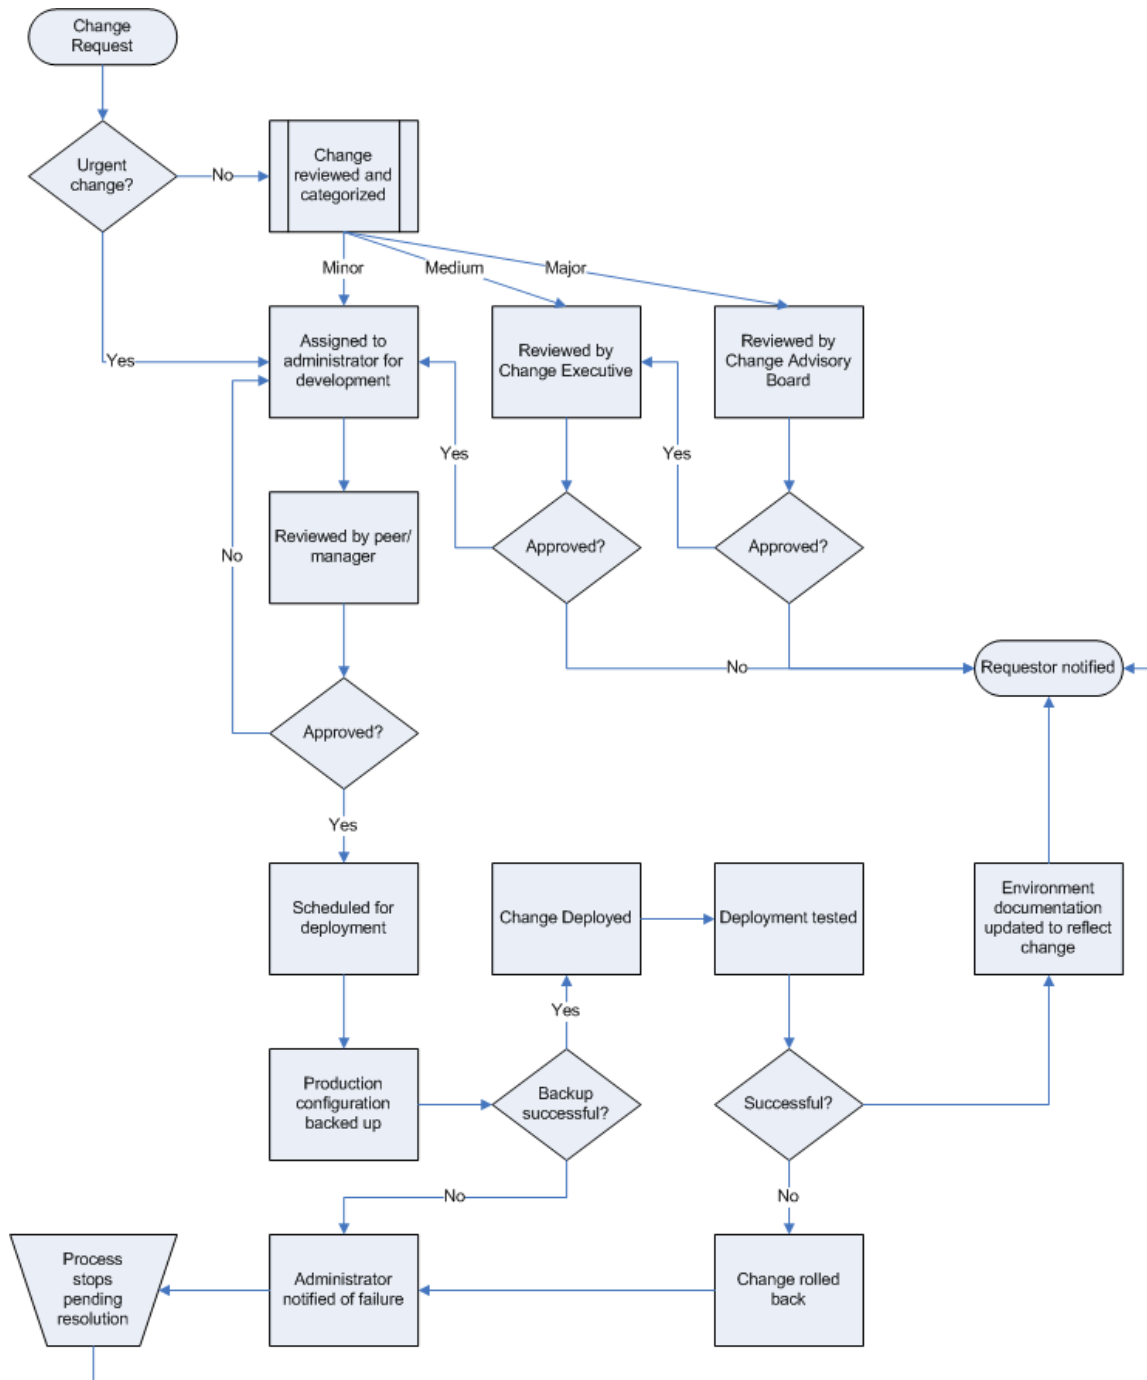 Change
Request
Urgent
change?
No
Change
reviewed and
categorized
Minor
Medium
Major
Yes
Assigned to
administrator for
development
Reviewed by
Change Executive
Reviewed by
Change Advisory
Board
Yes
Yes
No
Reviewed by peer/
manager
Approved?
Approved?
No
Requestor notified
Approved?
Yes
Scheduled for
deployment
Change Deployed
Deployment tested
Environment
documentation
updated to reflect
change
Yes
Production
configuration
backed up
Backup
successful?
Successful?
No
No
Process
stops
pending
resolution
Administrator
notified of failure
Change rolled
back